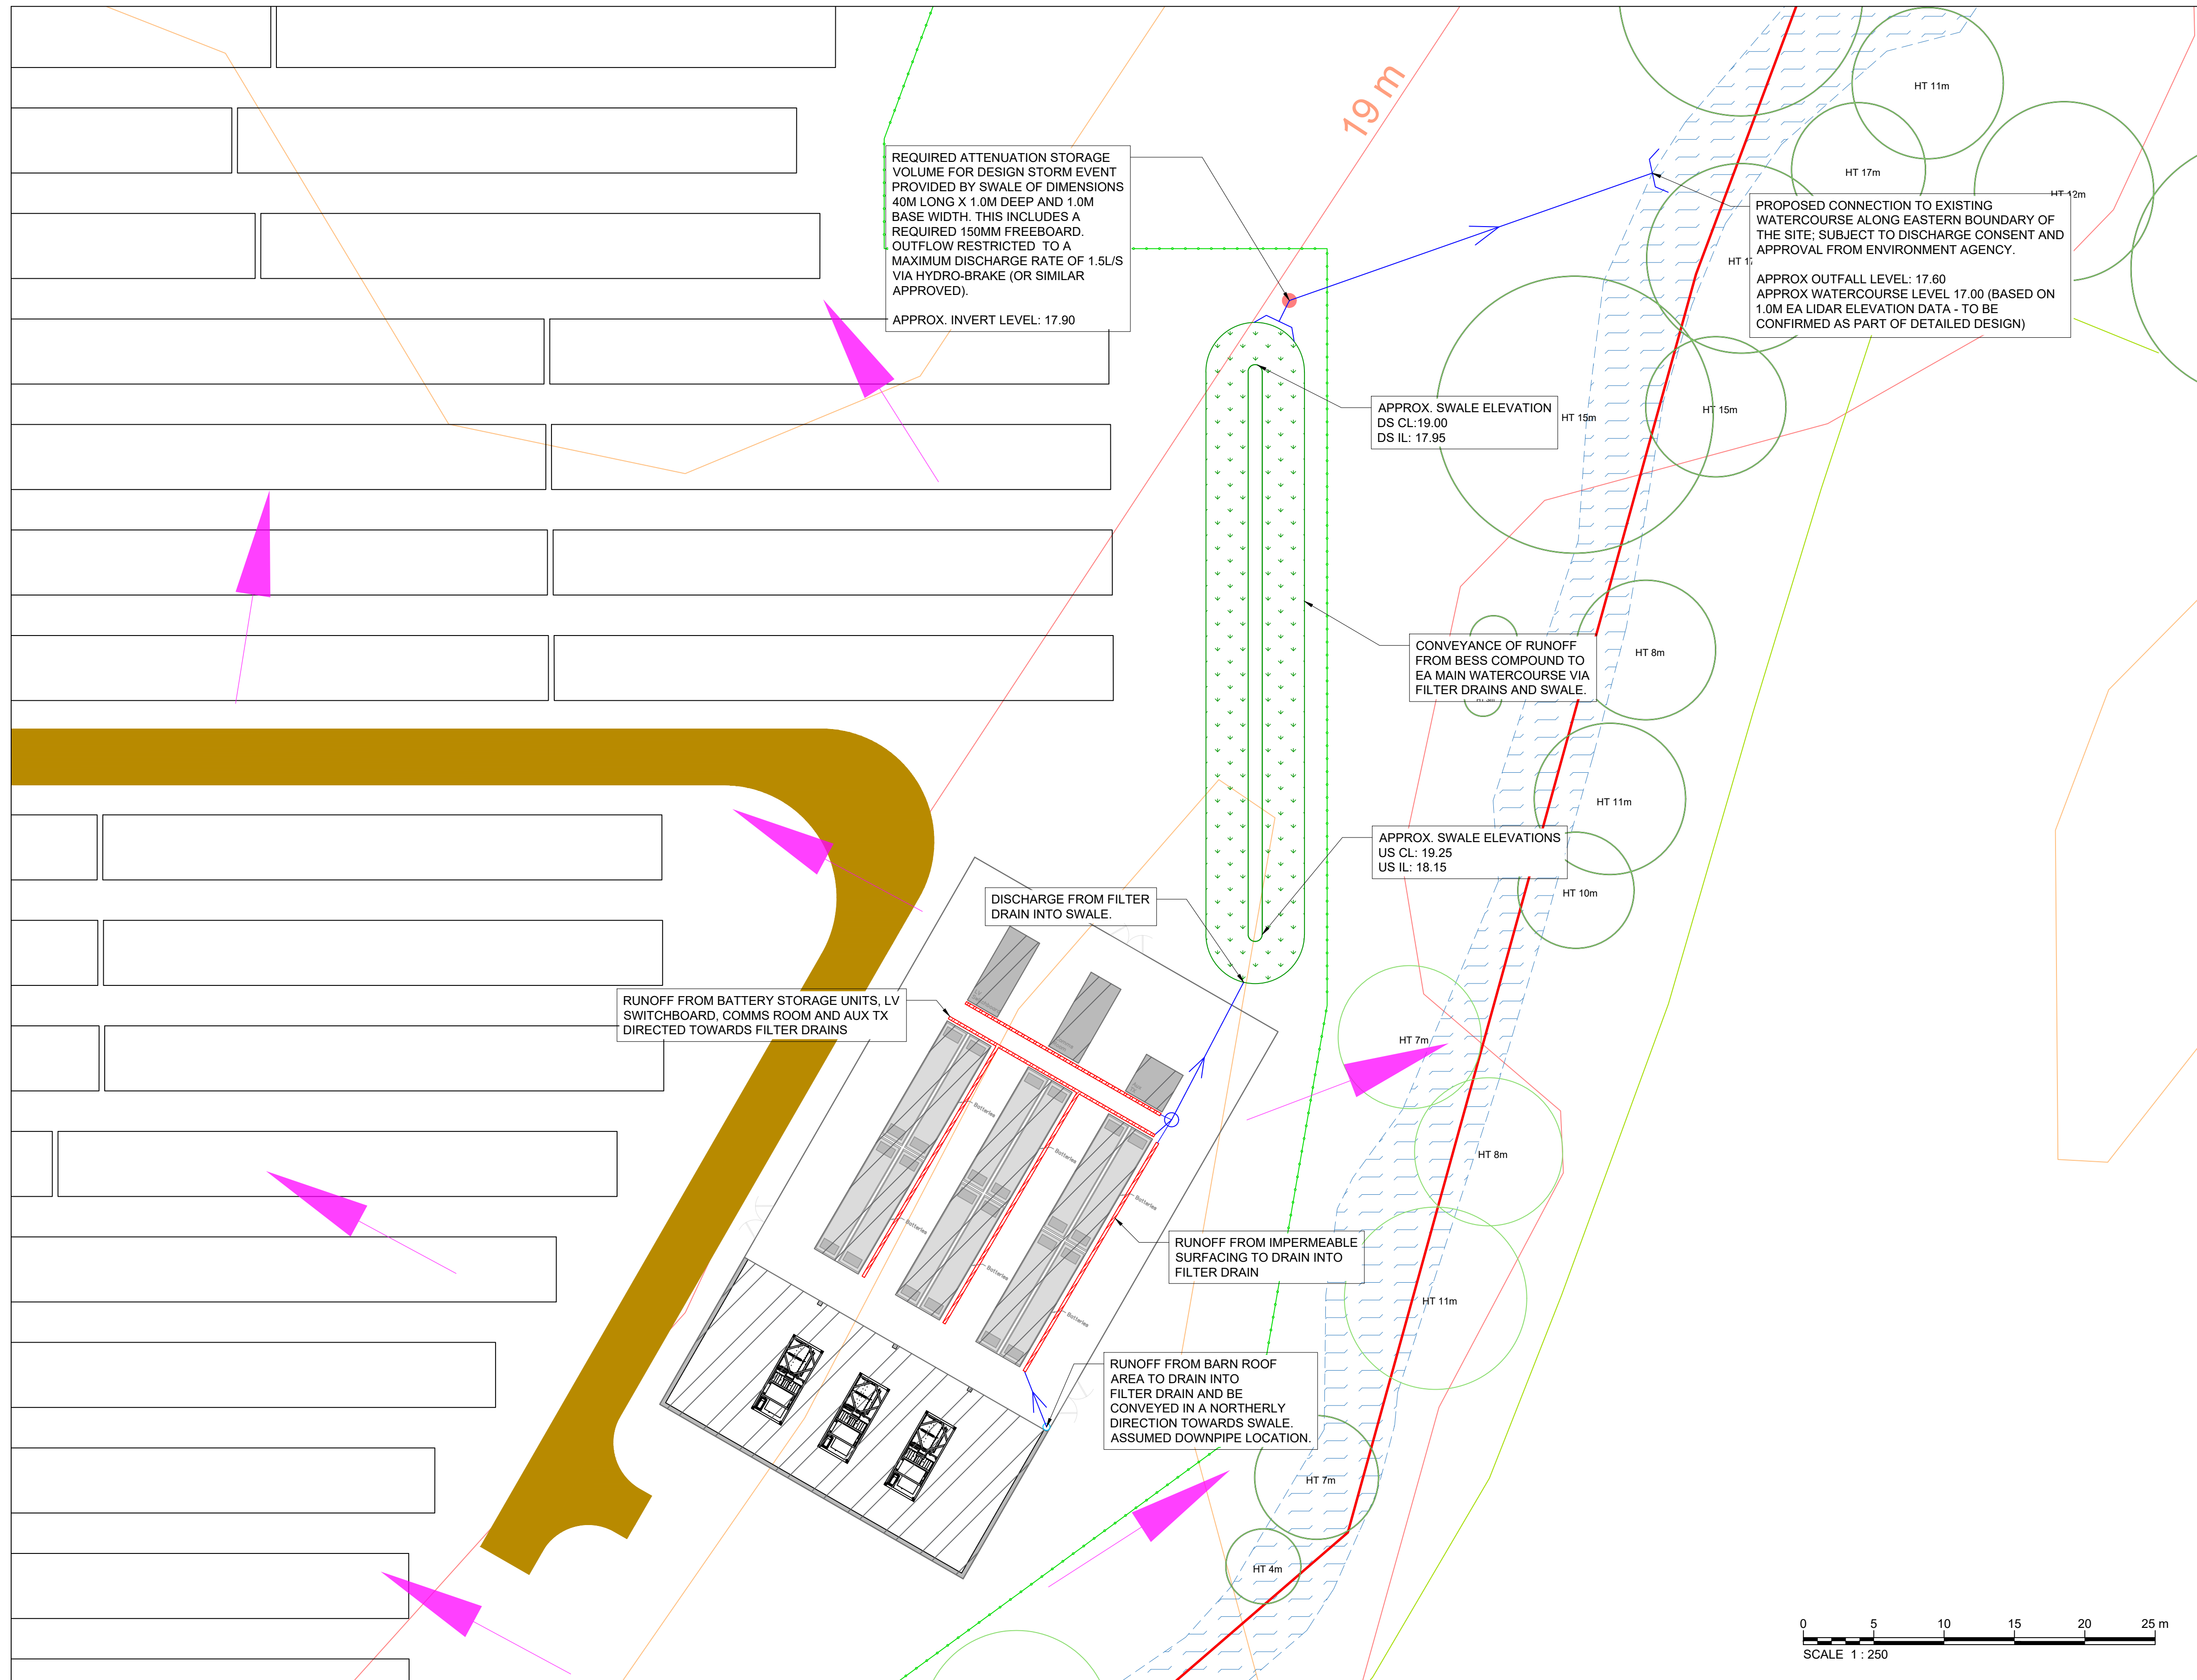 19 m
HT 11m
HT 17m
HT 12m
REQUIRED ATTENUATION STORAGE
VOLUME FOR DESIGN STORM EVENT
PROVIDED BY SWALE OF DIMENSIONS
40M LONG X 1.0M DEEP AND 1.0M
BASE WIDTH. THIS INCLUDES A
REQUIRED 150MM FREEBOARD.
OUTFLOW RESTRICTED TO A
MAXIMUM DISCHARGE RATE OF 1.5L/S
VIA HYDRO-BRAKE (OR SIMILAR
APPROVED).
APPROX. INVERT LEVEL: 17.90
PROPOSED CONNECTION TO EXISTING
WATERCOURSE ALONG EASTERN BOUNDARY OF
THE SITE; SUBJECT TO DISCHARGE CONSENT AND
APPROVAL FROM ENVIRONMENT AGENCY.
APPROX OUTFALL LEVEL: 17.60
APPROX WATERCOURSE LEVEL 17.00 (BASED ON
1.0M EA LIDAR ELEVATION DATA - TO BE
CONFIRMED AS PART OF DETAILED DESIGN)
HT
APPROX. SWALE ELEVATION
DS CL:19.00
DS IL: 17.95
HT 15m
HT 15m
CONVEYANCE OF RUNOFF
FROM BESS COMPOUND TO
EA MAIN WATERCOURSE VIA
FILTER DRAINS AND SWALE.
HT 8m
HT 11m
APPROX. SWALE ELEVATIONS
US CL: 19.25
US IL: 18.15
HT 10m
DISCHARGE FROM FILTER
DRAIN INTO SWALE.
RUNOFF FROM BATTERY STORAGE UNITS, LV
SWITCHBOARD, COMMS ROOM AND AUX TX
DIRECTED TOWARDS FILTER DRAINS
HT 7m
Batteries
Batteries
Batteries
Batteries
Batteries
Batteries
HT 8m
RUNOFF FROM IMPERMEABLE
SURFACING TO DRAIN INTO
FILTER DRAIN
HT 11m
RUNOFF FROM BARN ROOF
AREA TO DRAIN INTO
FILTER DRAIN AND BE
CONVEYED IN A NORTHERLY
DIRECTION TOWARDS SWALE.
ASSUMED DOWNPIPE LOCATION.
HT 7m
HT 4m
0 5 10 15 20 25 m
SCALE 1 : 250